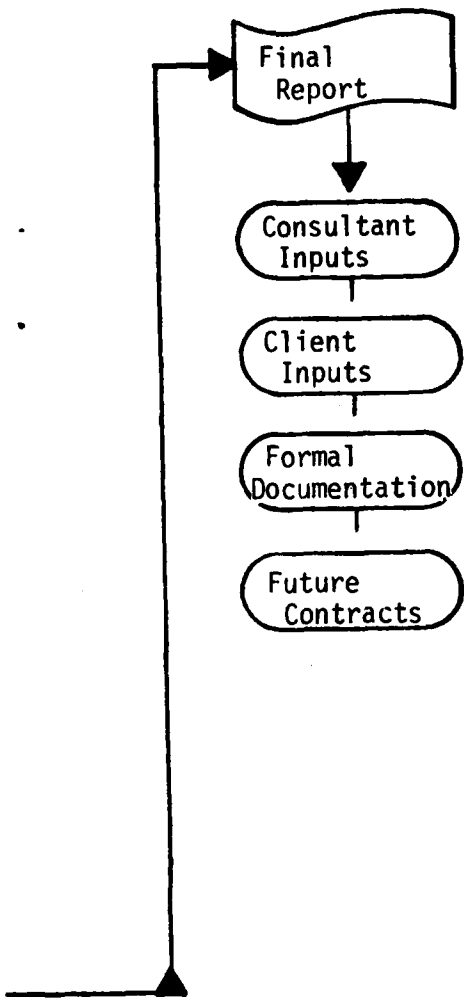 Final
Report
Consultant
Inputs
Client
Inputs
Formal
Documentation
Future
Contracts